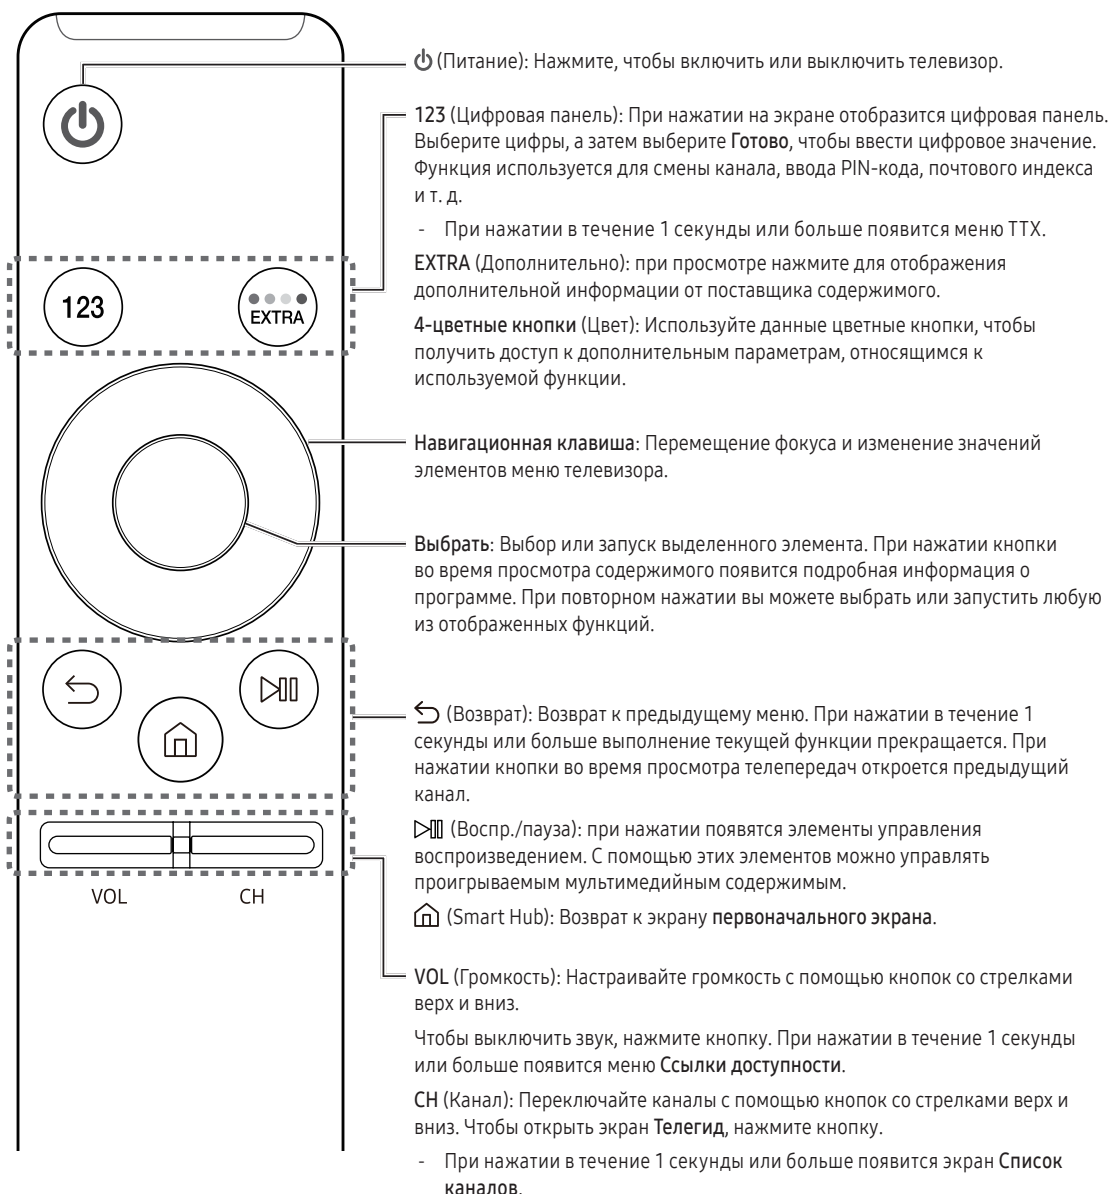 (Питание): Нажмите, чтобы включить или выключить телевизор.
123 (Цифровая панель): При нажатии на экране отобразится цифровая панель.
Выберите цифры, а затем выберите Готово, чтобы ввести цифровое значение.
Функция используется для смены канала, ввода PIN-кода, почтового индекса
и т. д.
- При нажатии в течение 1 секунды или больше появится меню TTX.
EXTRA (Дополнительно): при просмотре нажмите для отображения
дополнительной информации от поставщика содержимого.
4-цветные кнопки (Цвет): Используйте данные цветные кнопки, чтобы
получить доступ к дополнительным параметрам, относящимся к
используемой функции.
123
EXTRA
Навигационная клавиша: Перемещение фокуса и изменение значений
элементов меню телевизора.
Выбрать: Выбор или запуск выделенного элемента. При нажатии кнопки
во время просмотра содержимого появится подробная информация о
программе. При повторном нажатии вы можете выбрать или запустить любую
из отображенных функций.
(Возврат): Возврат к предыдущему меню. При нажатии в течение 1
секунды или больше выполнение текущей функции прекращается. При
нажатии кнопки во время просмотра телепередач откроется предыдущий
канал.
(Воспр./пауза): при нажатии появятся элементы управления
воспроизведением. С помощью этих элементов можно управлять
проигрываемым мультимедийным содержимым.
(Smart Hub): Возврат к экрану первоначального экрана.
VOL
CH
VOL (Громкость): Настраивайте громкость с помощью кнопок со стрелками
верх и вниз.
Чтобы выключить звук, нажмите кнопку. При нажатии в течение 1 секунды
или больше появится меню Ссылки доступности.
CH (Канал): Переключайте каналы с помощью кнопок со стрелками верх и
вниз. Чтобы открыть экран Телегид, нажмите кнопку.
- При нажатии в течение 1 секунды или больше появится экран Список
каналов.